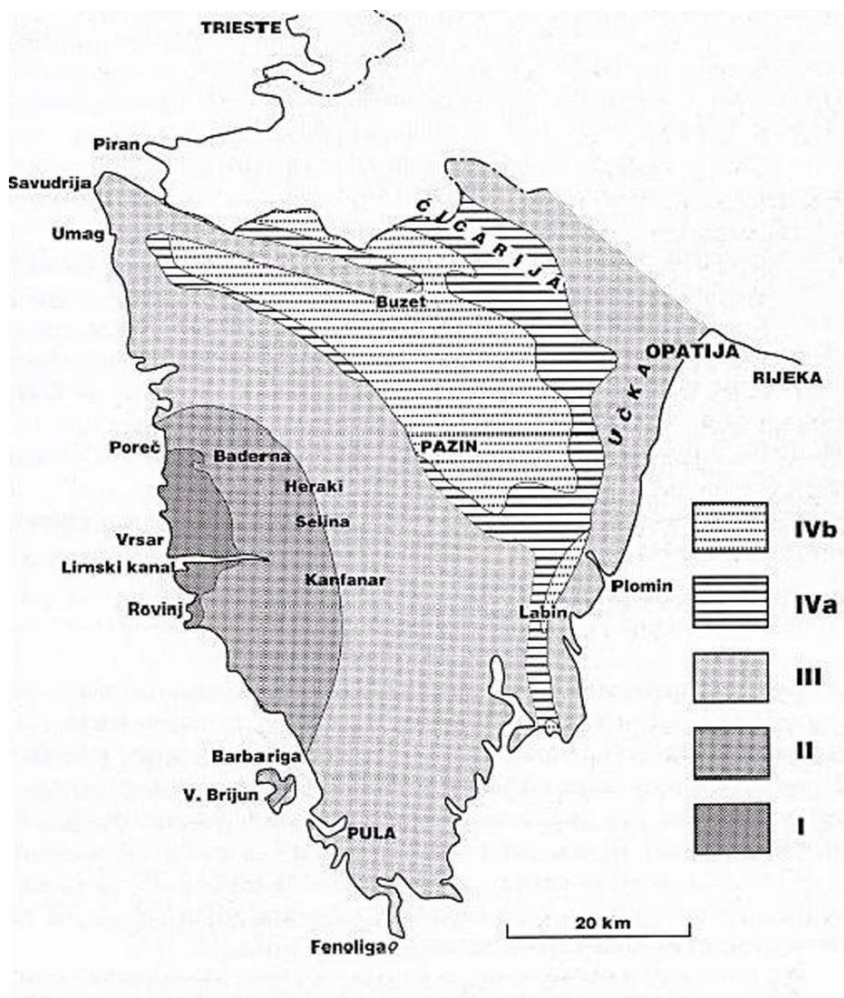 TRIESTE
Piran
Savudrija
Umag
ĆIĆARIJA
Buzet
OPATIJA
RIJEKA
UČKA
Poreč
Baderna
PAZIN
Heraki
Selina
Vrsar
Limski kanal
Kanfanar
Rovinj
Plomin
Labin
IVb
IVa
III
II
I
Barbariga
V. Brijun
PULA
20 km
Fenoliga